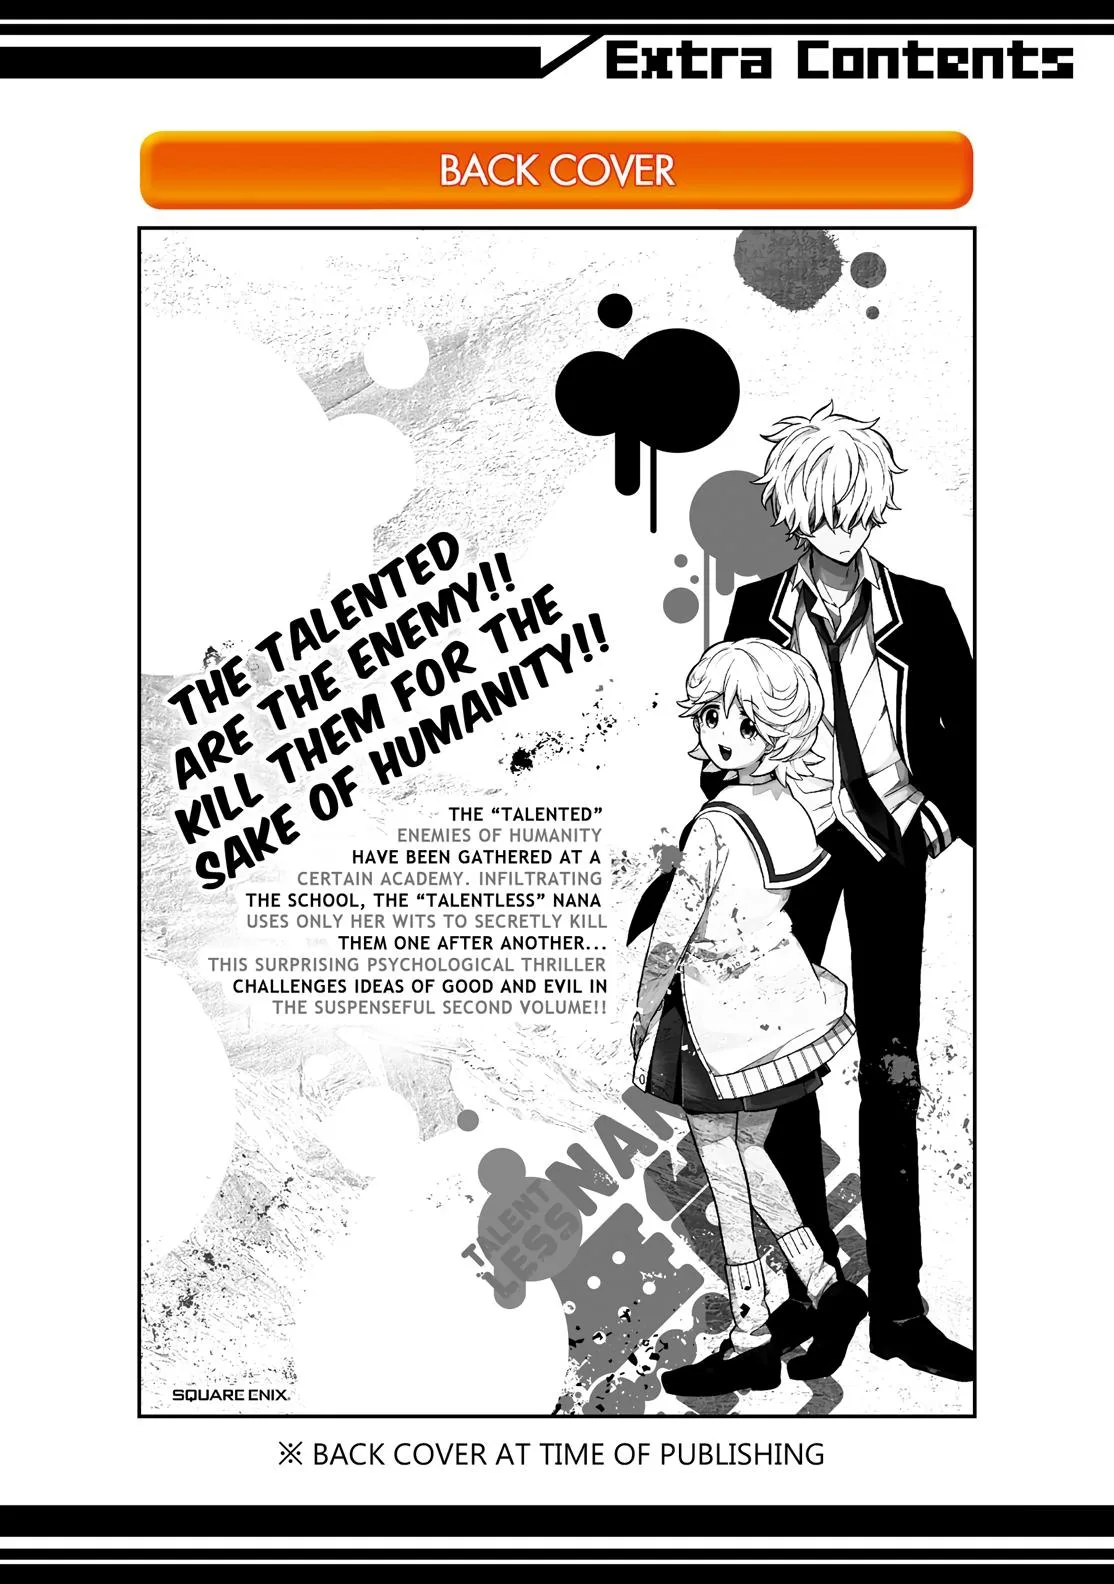 Extra Contents
BACK COVER
THE TALENTED
ARE THE ENEMY!!
KILL THEM FOR THE
SAKE OF HUMANITY!!
THE “TALENTED”
ENEMIES OF HUMANITY
HAVE BEEN GATHERED AT A
CERTAIN ACADEMY. INFILTRATING
THE SCHOOL, THE “TALENTLESS” NANA
USES ONLY HER WITS TO SECRETLY KILL
THEM ONE AFTER ANOTHER...
THIS SURPRISING PSYCHOLOGICAL THRILLER
CHALLENGES IDEAS OF GOOD AND EVIL IN
THE SUSPENSEFUL SECOND VOLUME!!
TALENT
LESS NAN
SQUARE ENIX.
※ BACK COVER AT TIME OF PUBLISHING